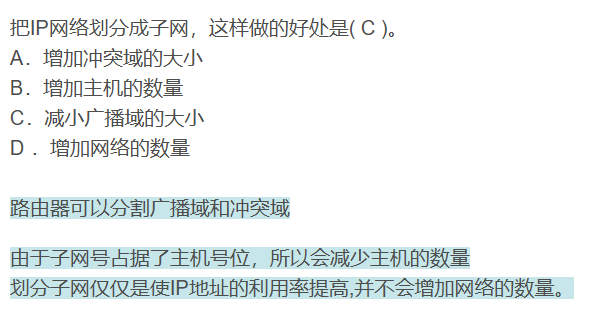 把IP网络划分成子网，这样做的好处是( C )。
A．增加冲突域的大小
B．增加主机的数量
C．减小广播域的大小
D ．增加网络的数量
路由器可以分割广播域和冲突域
由于子网号占据了主机号位，所以会减少主机的数量
划分子网仅仅是使IP地址的利用率提高,并不会增加网络的数量。